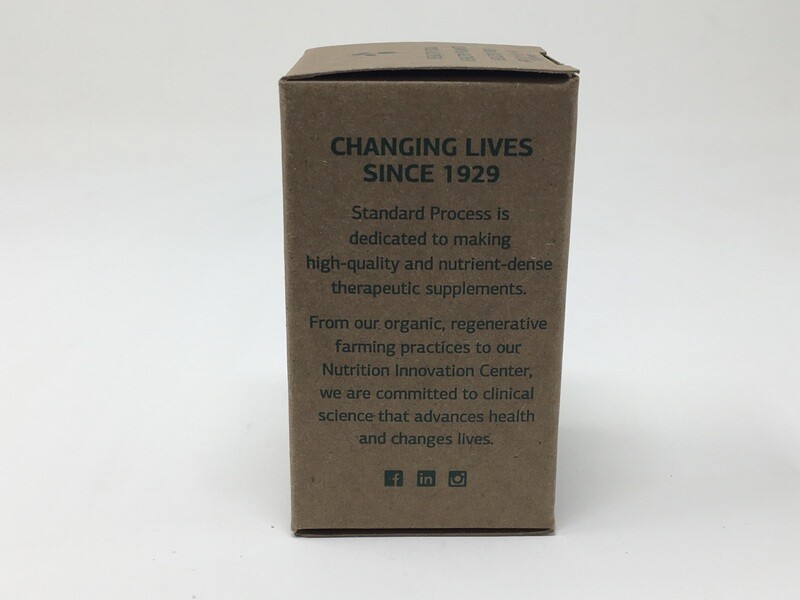 CHANGING LIVES
SINCE 1929
Standard Process is
dedicated to making
high-quality and nutrient-dense
therapeutic supplements.
From our organic, regenerative
farming practices to our
Nutrition Innovation Center,
we are committed to clinical
science that advances health
and changes lives.